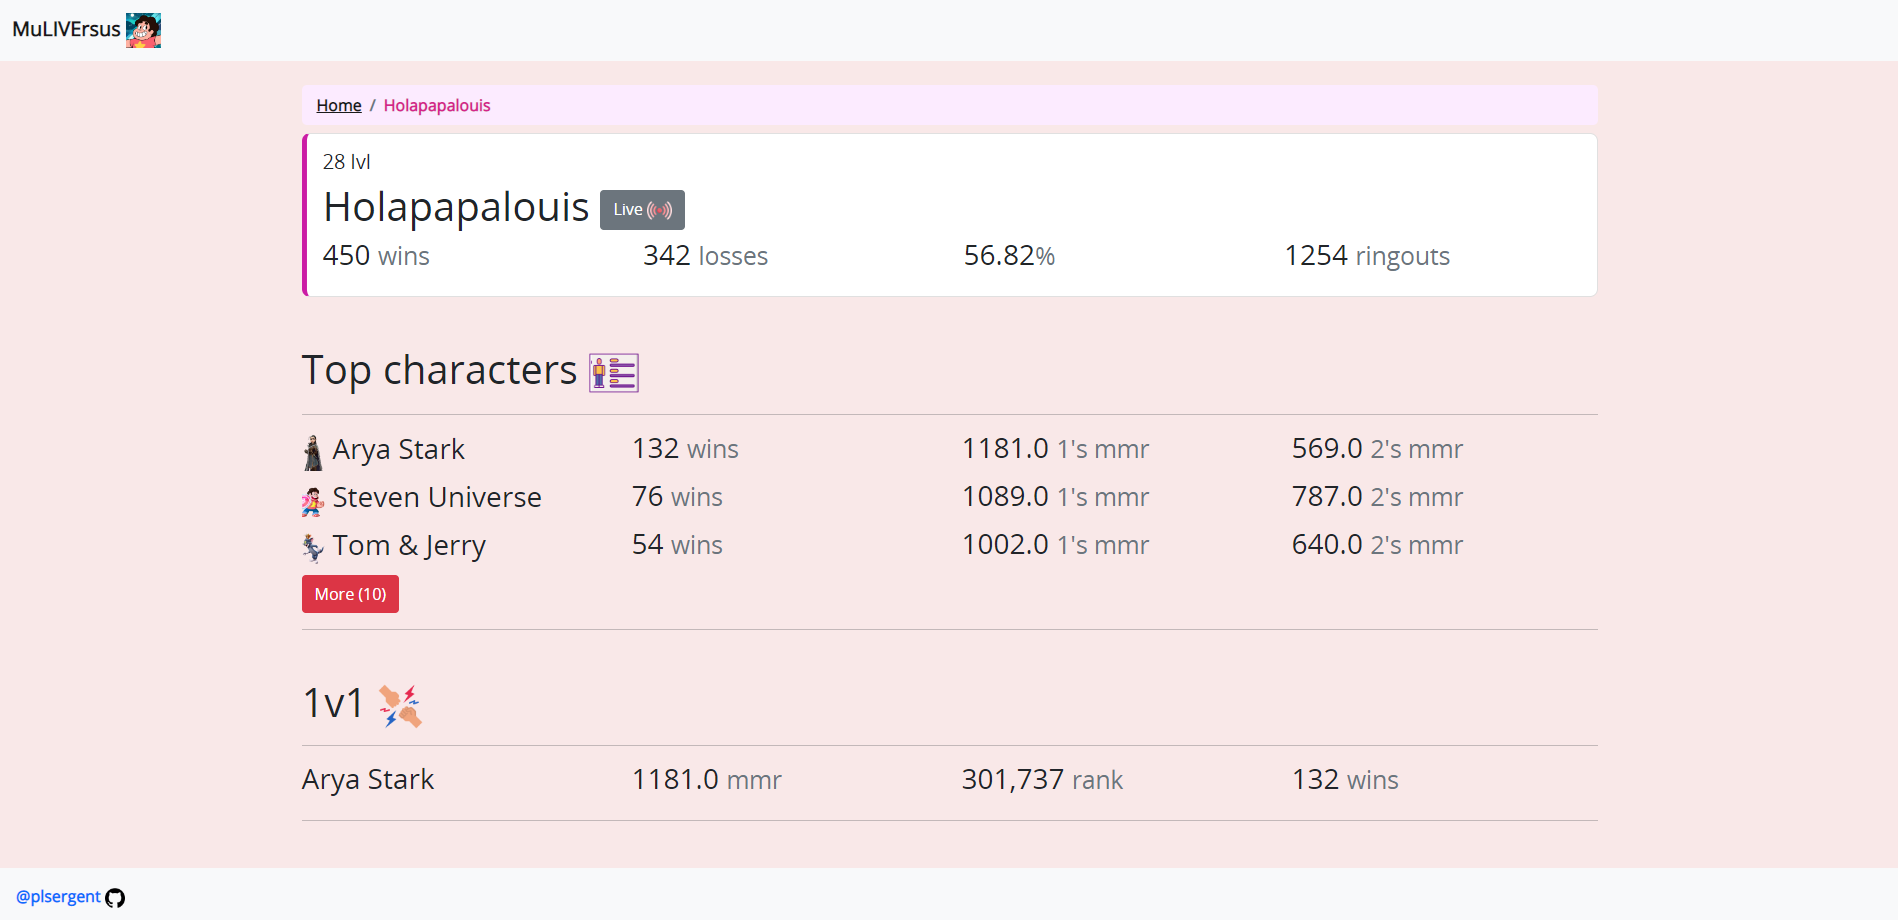 MuLIVErsus
Home / Holapapalouis
28 lvl
Holapapalouis Live
450 wins 342 losses 56.82% 1254 ringouts
Top characters
Arya Stark 132 wins 1181.0 1's mmr 569.0 2's mmr
Steven Universe 76 wins 1089.0 1's mmr 787.0 2's mmr
Tom & Jerry 54 wins 1002.0 1's mmr 640.0 2's mmr
More (10)
1v1
Arya Stark 1181.0 mmr 301,737 rank 132 wins
@plsergent